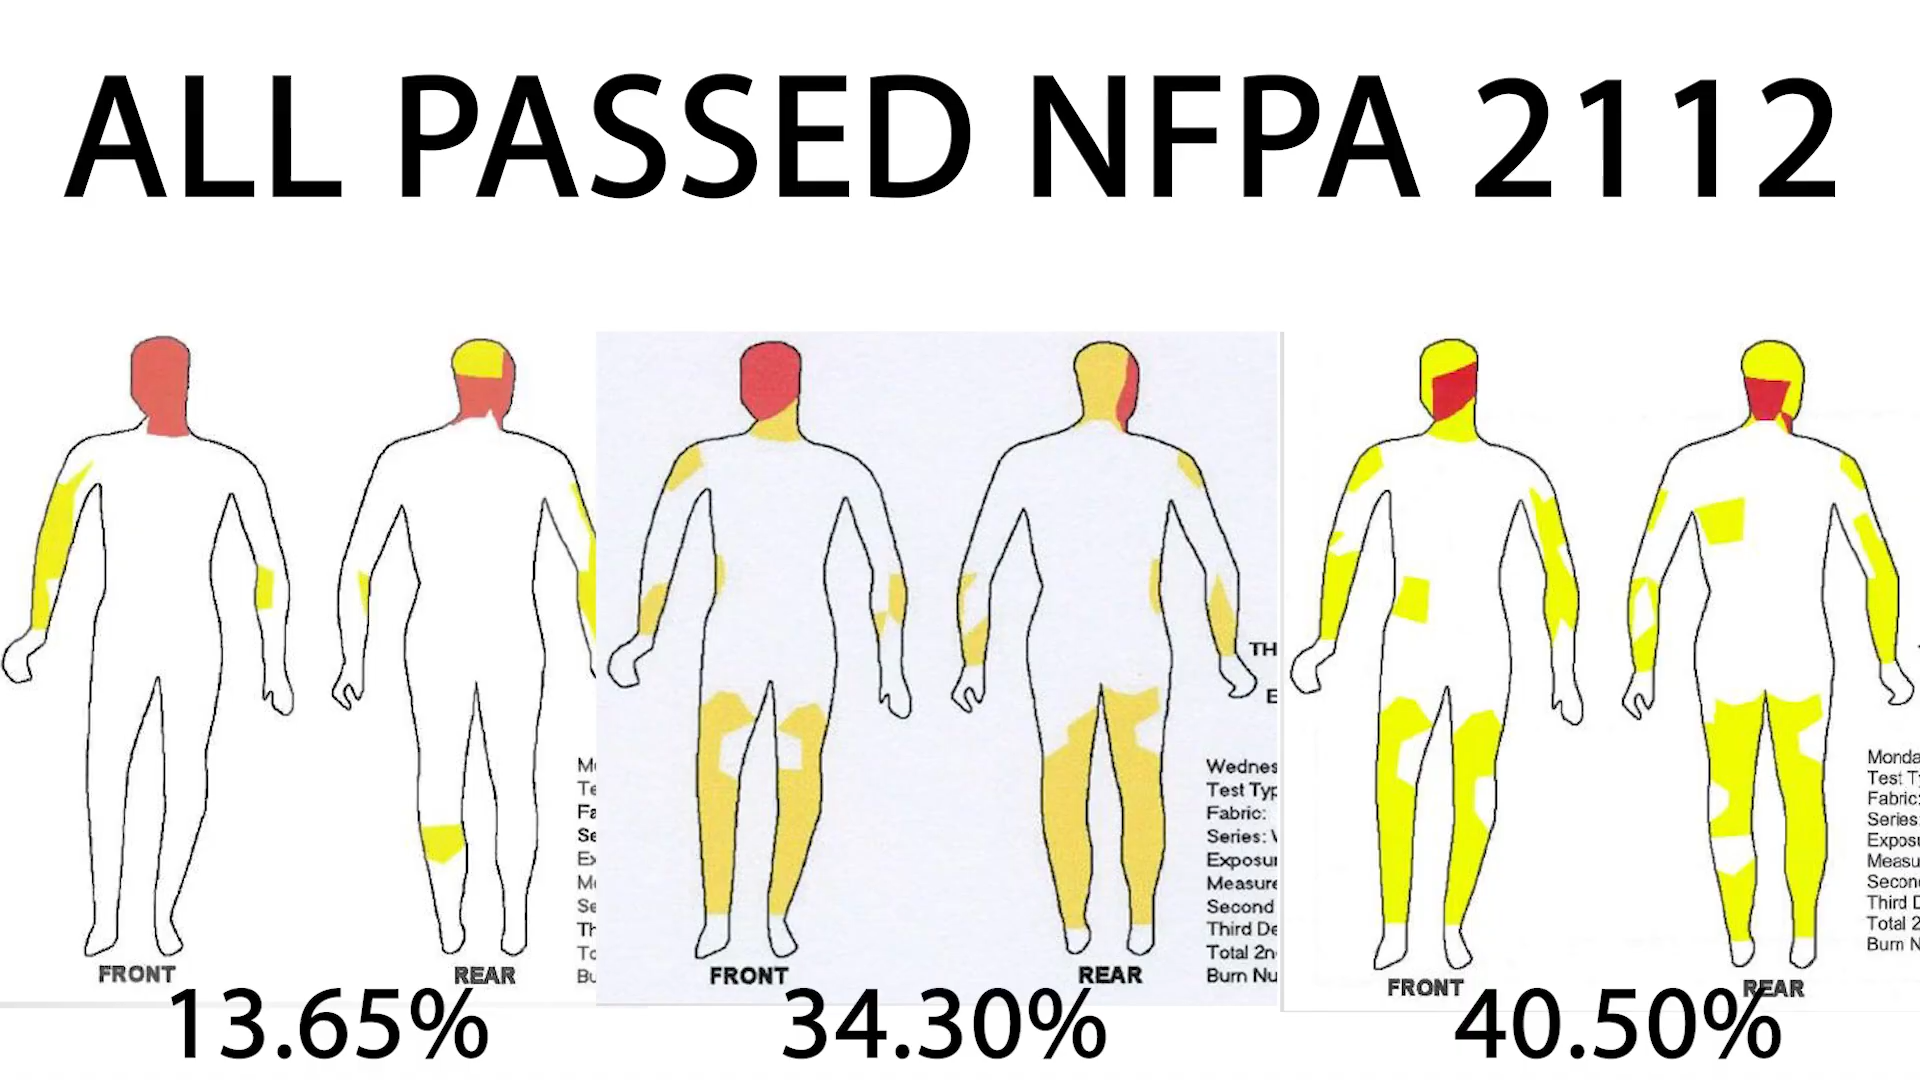 ALL PASSED NFPA 2112
TH
E
Wednes
Test Typ
Fabric:
Series:
Exposu
Measure
Second
Third De
Total 2n
Burn Nu
Monda
Test T
Fabric:
Series:
Expos
Measu
Secon
Third D
Total 2
Burn N
FRONT
REAR
FRONT
REAR
FRONT
REAR
13.65%
34.30%
40.50%